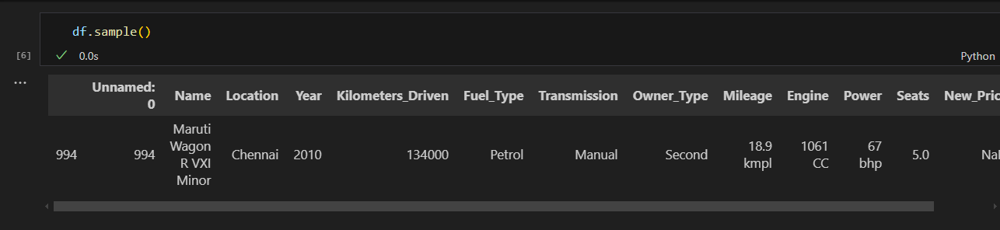 df.sample()
[6]
0.0s
Python
...
Unnamed: 0 Name Location Year Kilometers_Driven Fuel_Type Transmission Owner_Type Mileage Engine Power Seats New_Pric
994 994 Maruti Wagon R VXI Minor Chennai 2010 134000 Petrol Manual Second 18.9 kmpl 1061 CC 67 bhp 5.0 Na